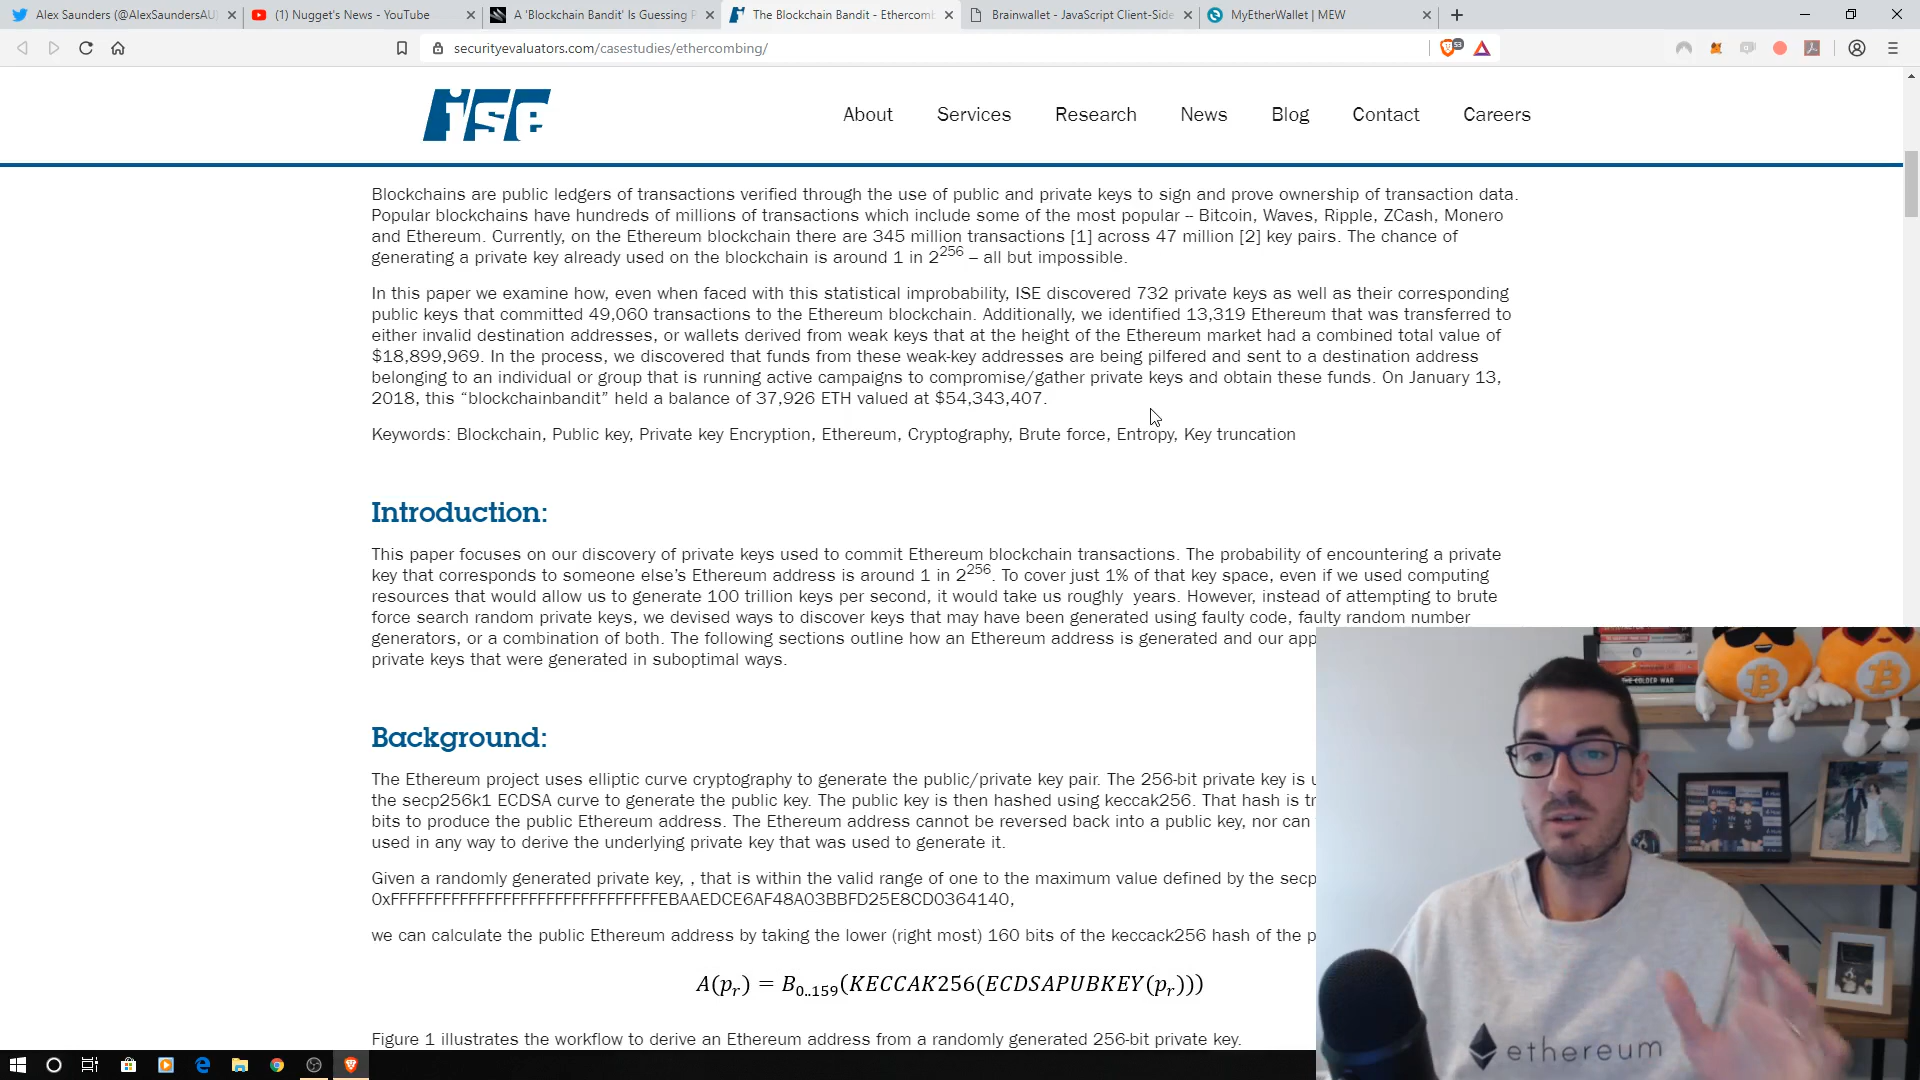 Alex Saunders (@AlexSaundersAU
(1) Nugget's News - YouTube
A 'Blockchain Bandit' Is Guessing P
The Blockchain Bandit - Ethercomb
Brainwallet - JavaScript Client-Side
MyEtherWallet | MEW
securityevaluators.com/casestudies/ethercombing/
53
ise
About
Services
Research
News
Blog
Contact
Careers
Blockchains are public ledgers of transactions verified through the use of public and private keys to sign and prove ownership of transaction data.
Popular blockchains have hundreds of millions of transactions which include some of the most popular – Bitcoin, Waves, Ripple, ZCash, Monero
and Ethereum. Currently, on the Ethereum blockchain there are 345 million transactions [1] across 47 million [2] key pairs. The chance of
generating a private key already used on the blockchain is around 1 in 2^256 – all but impossible.
In this paper we examine how, even when faced with this statistical improbability, ISE discovered 732 private keys as well as their corresponding
public keys that committed 49,060 transactions to the Ethereum blockchain. Additionally, we identified 13,319 Ethereum that was transferred to
either invalid destination addresses, or wallets derived from weak keys that at the height of the Ethereum market had a combined total value of
$18,899,969. In the process, we discovered that funds from these weak-key addresses are being pilfered and sent to a destination address
belonging to an individual or group that is running active campaigns to compromise/gather private keys and obtain these funds. On January 13,
2018, this “blockchainbandit” held a balance of 37,926 ETH valued at $54,343,407.
Keywords: Blockchain, Public key, Private key Encryption, Ethereum, Cryptography, Brute force, Entropy, Key truncation
Introduction:
This paper focuses on our discovery of private keys used to commit Ethereum blockchain transactions. The probability of encountering a private
key that corresponds to someone else’s Ethereum address is around 1 in 2^256. To cover just 1% of that key space, even if we used computing
resources that would allow us to generate 100 trillion keys per second, it would take us roughly  years. However, instead of attempting to brute
force search random private keys, we devised ways to discover keys that may have been generated using faulty code, faulty random number
generators, or a combination of both. The following sections outline how an Ethereum address is generated and our app
private keys that were generated in suboptimal ways.
Background:
The Ethereum project uses elliptic curve cryptography to generate the public/private key pair. The 256-bit private key is u
the secp256k1 ECDSA curve to generate the public key. The public key is then hashed using keccak256. That hash is tr
bits to produce the public Ethereum address. The Ethereum address cannot be reversed back into a public key, nor can
used in any way to derive the underlying private key that was used to generate it.
Given a randomly generated private key, , that is within the valid range of one to the maximum value defined by the secp
0xFFFFFFFFFFFFFFFFFFFFFFFFFFFFFFFEBAAEDCE6AF48A03BBFD25E8CD0364140,
we can calculate the public Ethereum address by taking the lower (right most) 160 bits of the keccack256 hash of the p
A(p_r) = B_0..159(KECCAK256(ECDSAPUBKEY(p_r)))
Figure 1 illustrates the workflow to derive an Ethereum address from a randomly generated 256-bit private key.
THE COLDER WAR
ethereum